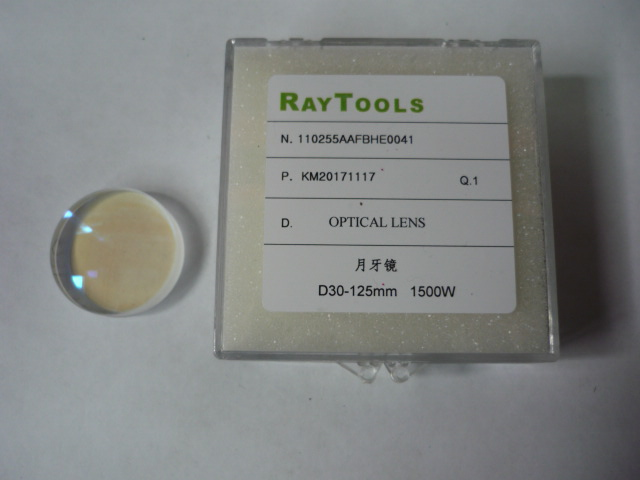 RAYTOOLS
N. 110255AAFBHE0041
P. KM20171117 Q.1
D. OPTICAL LENS
月牙镜
D30-125mm 1500W